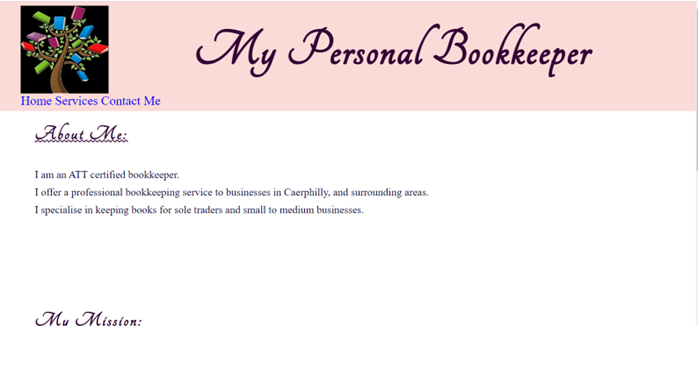 My Personal Bookkeeper
Home Services Contact Me
About Me:
I am an ATT certified bookkeeper.
I offer a professional bookkeeping service to businesses in Caerphilly, and surrounding areas.
I specialise in keeping books for sole traders and small to medium businesses.
My Mission: